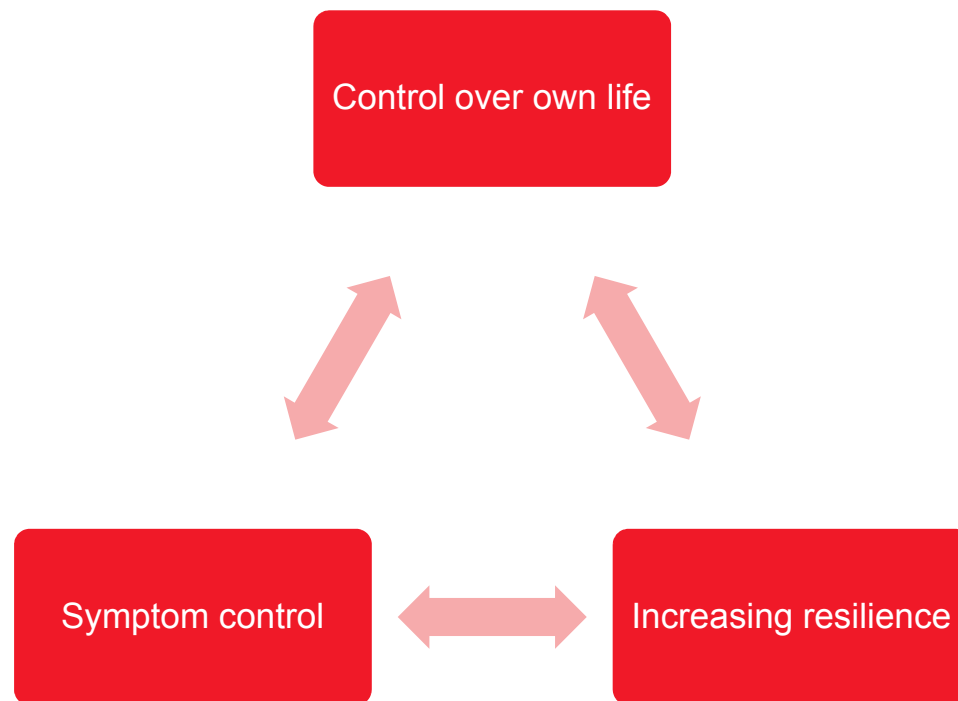 Control over own life
Symptom control
Increasing resilience